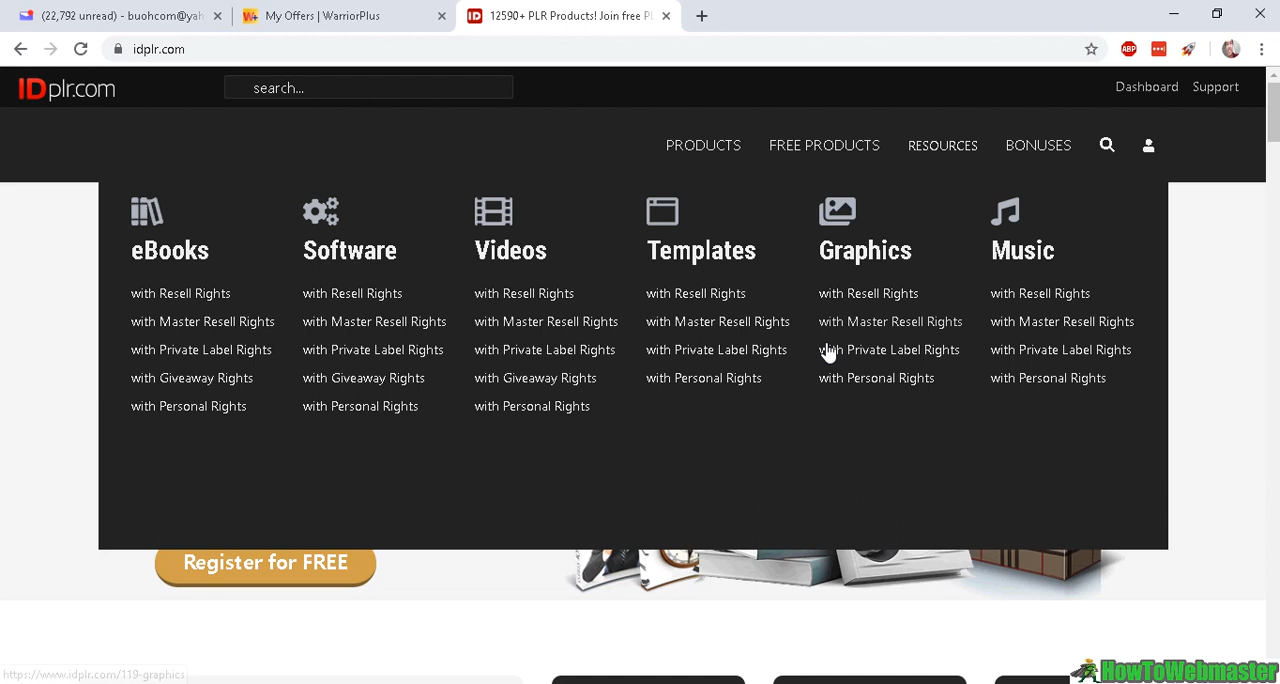 (22,792 unread) - buohcom@yah
My Offers | WarriorPlus
12590+ PLR Products! Join free PL
idplr.com
ABP
IDplr.com
search...
Dashboard
Support
PRODUCTS
FREE PRODUCTS
RESOURCES
BONUSES
eBooks
with Resell Rights
with Master Resell Rights
with Private Label Rights
with Giveaway Rights
with Personal Rights
Software
with Resell Rights
with Master Resell Rights
with Private Label Rights
with Giveaway Rights
with Personal Rights
Videos
with Resell Rights
with Master Resell Rights
with Private Label Rights
with Giveaway Rights
with Personal Rights
Templates
with Resell Rights
with Master Resell Rights
with Private Label Rights
with Personal Rights
Graphics
with Resell Rights
with Master Resell Rights
with Private Label Rights
with Personal Rights
Music
with Resell Rights
with Master Resell Rights
with Private Label Rights
with Personal Rights
Register for FREE
https://www.idplr.com/119-graphics
HowToWebmaster